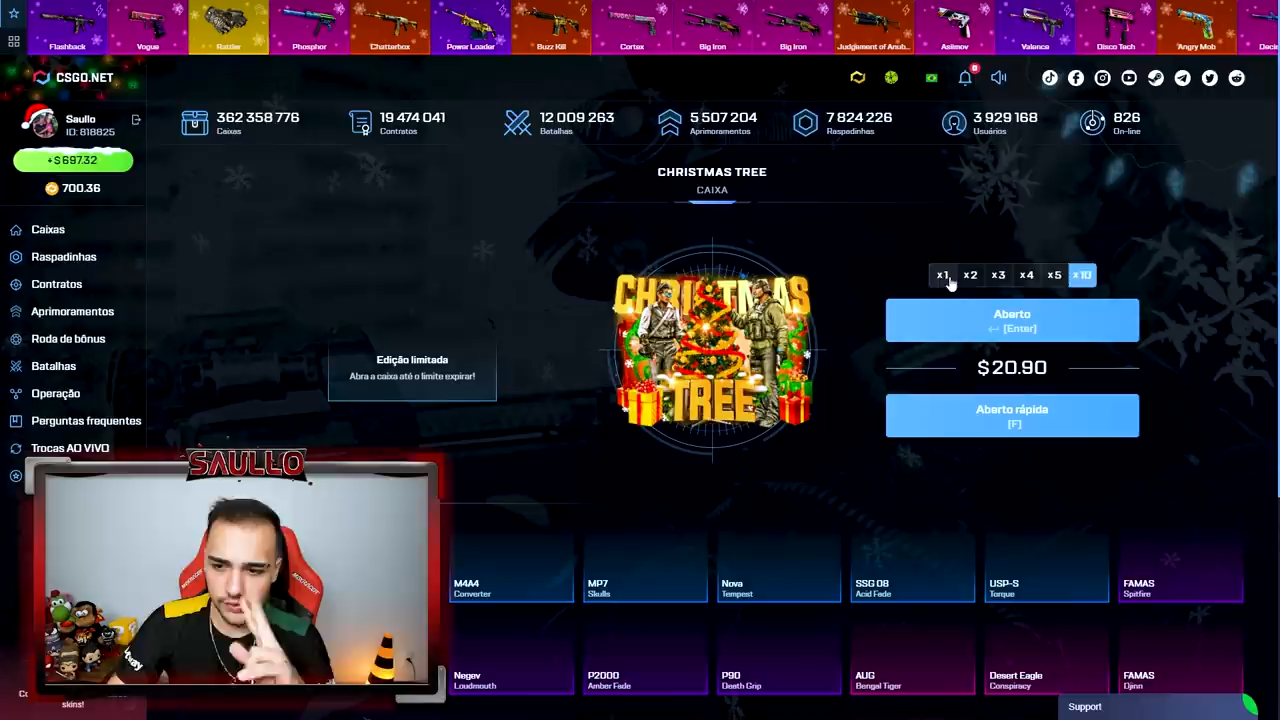 Flashback
Vogue
Rattler
Phosphor
Chatterbox
Power Loader
Buzz Kill
Cortex
Big Iron
Big Iron
Judgement of Anub...
Asiimov
Valence
Disco Tech
Angry Mob
CSGO.NET
0
Saullo
ID: 818825
+$697.32
700.36
362 358 776
Caixas
19 474 041
Contratos
12 009 263
Batalhas
5 507 204
Aprimoramentos
7 824 226
Raspadinhas
3 929 168
Usuários
826
On-line
CHRISTMAS TREE
CAIXA
Caixas
Raspadinhas
Contratos
Aprimoramentos
Roda de bônus
Batalhas
Operação
Perguntas frequentes
Trocas AO VIVO
Edição limitada
Abra a caixa até o limite expirar!
CHRISTMAS
TREE
x1 x2 x3 x4 x5 x10
Aberto
[Enter]
$20.90
Aberto rápida
[F]
SAULLO
M4A4
Converter
MP7
Skulls
Nova
Tempest
SSG 08
Acid Fade
USP-S
Torque
FAMAS
Spitfire
Negev
Loudmouth
P2000
Amber Fade
P90
Death Grip
AUG
Bengal Tiger
Desert Eagle
Conspiracy
FAMAS
Djinn
skins!
Support